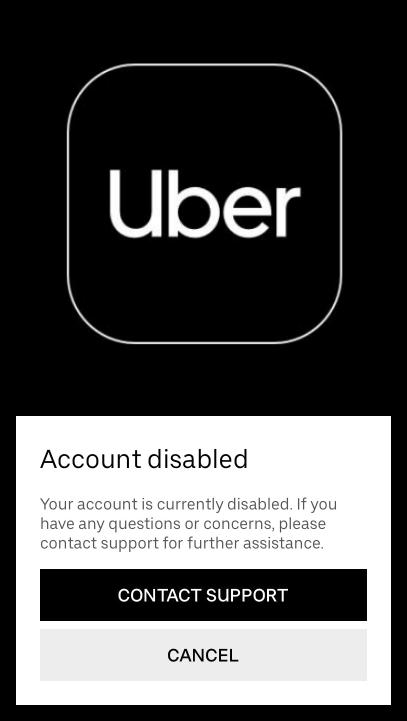 Uber
Account disabled
Your account is currently disabled. If you
have any questions or concerns, please
contact support for further assistance.
CONTACT SUPPORT
CANCEL